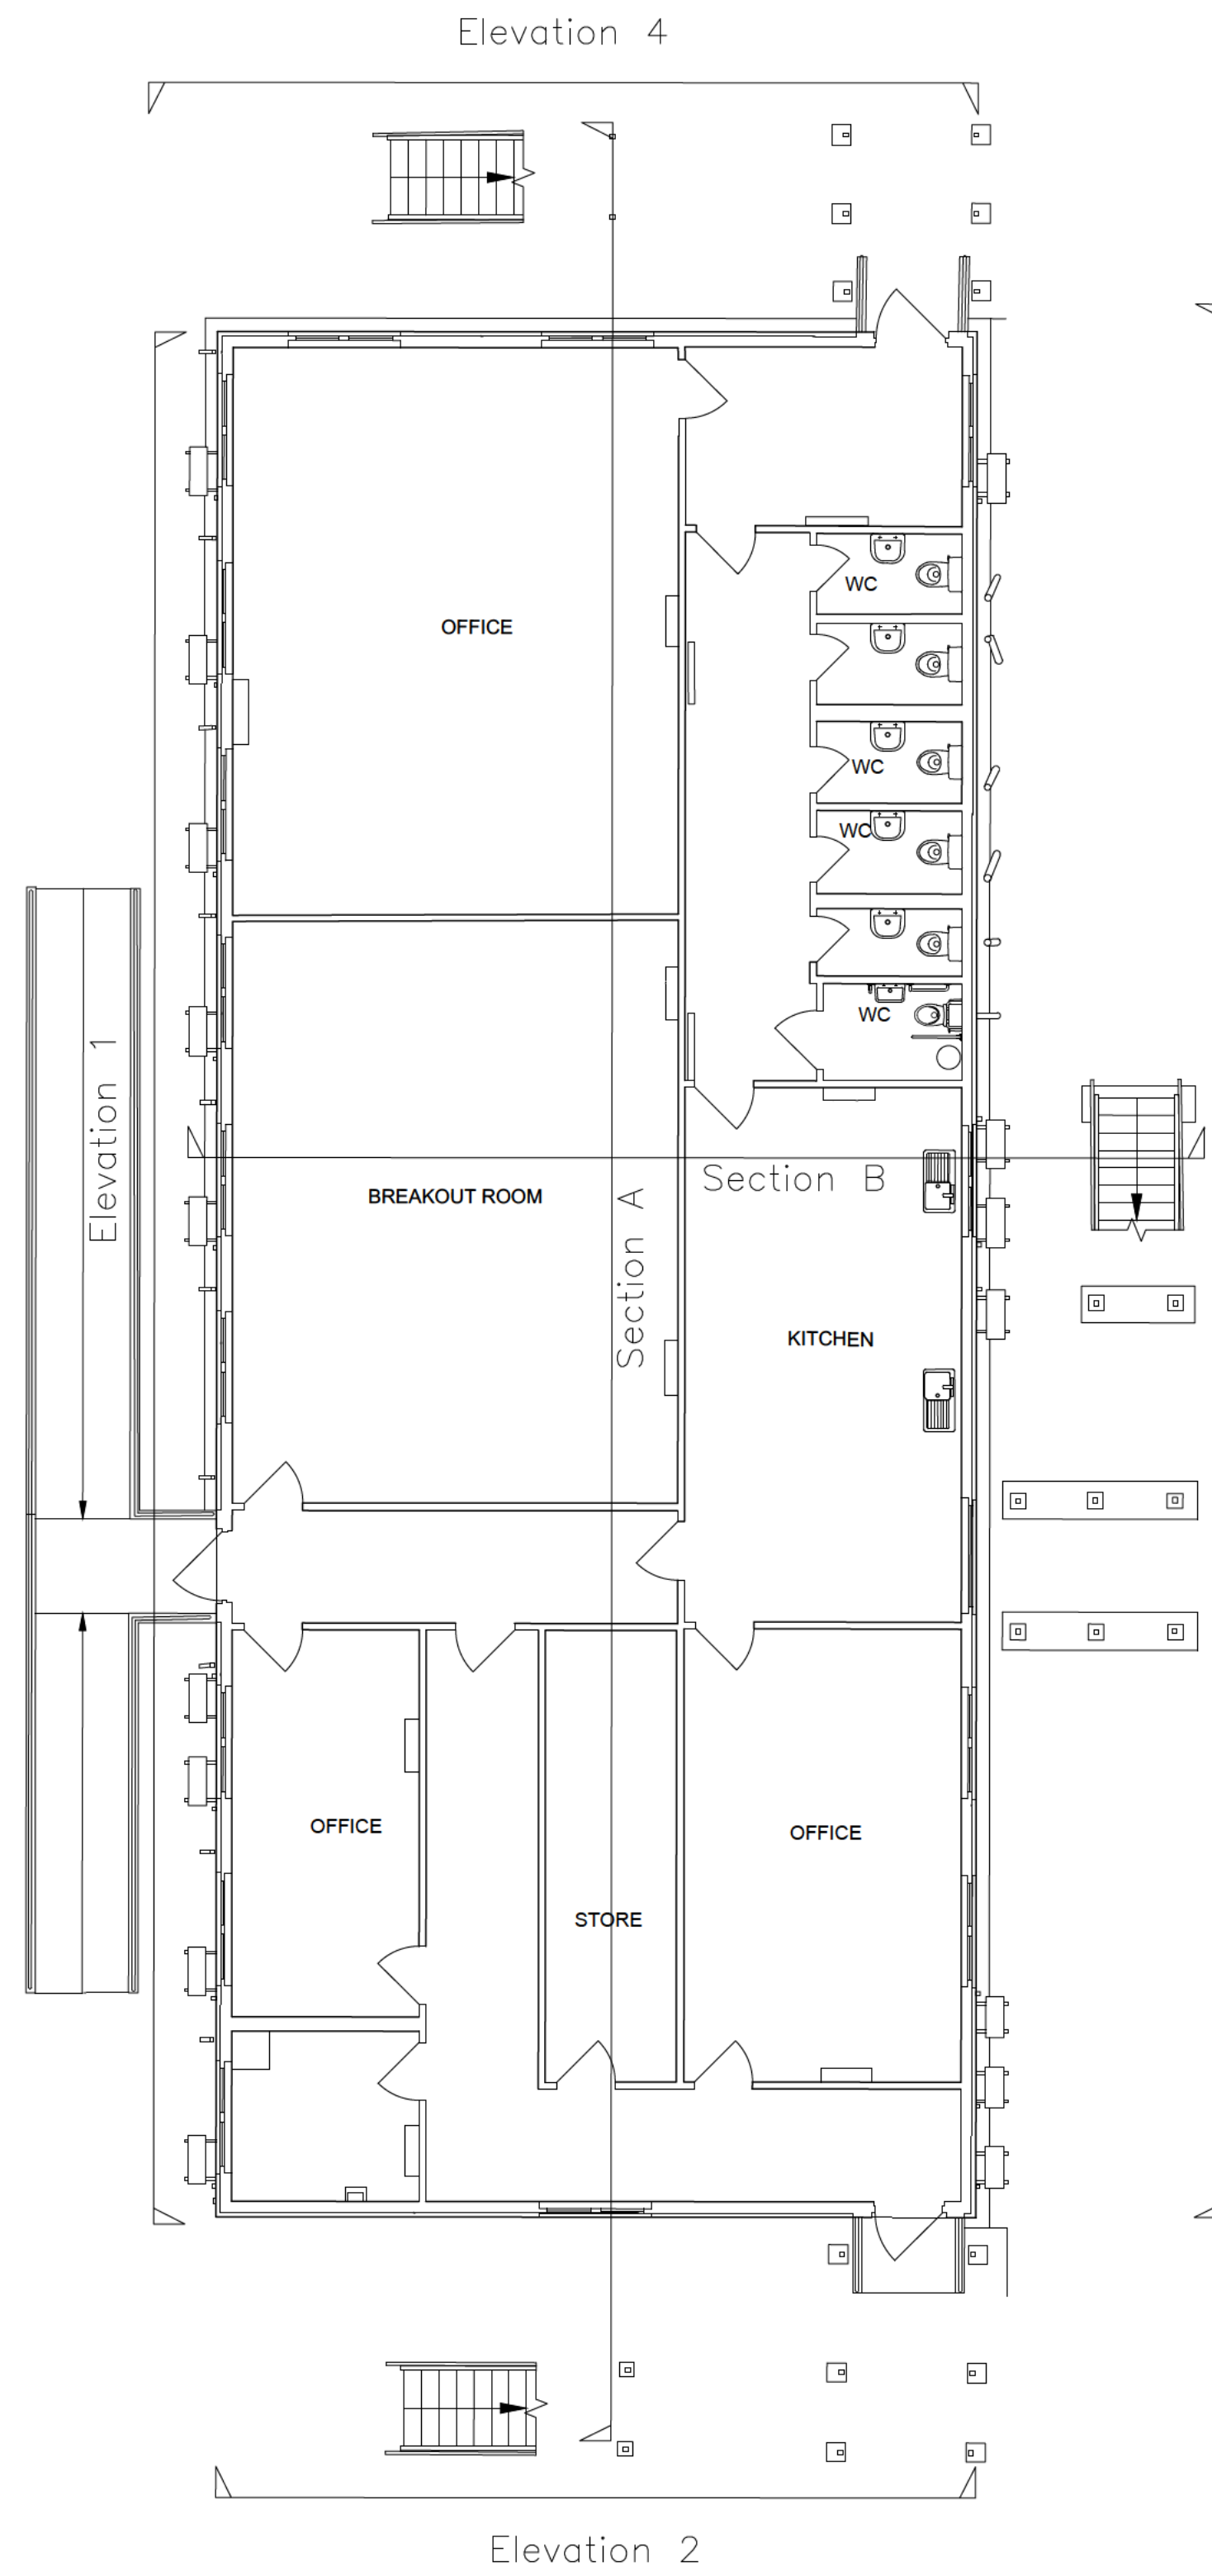 Elevation 4
WC
OFFICE
WC
WC
WC
Elevation 1
Section B
BREAKOUT ROOM
Section A
KITCHEN
OFFICE
OFFICE
STORE
Elevation 2